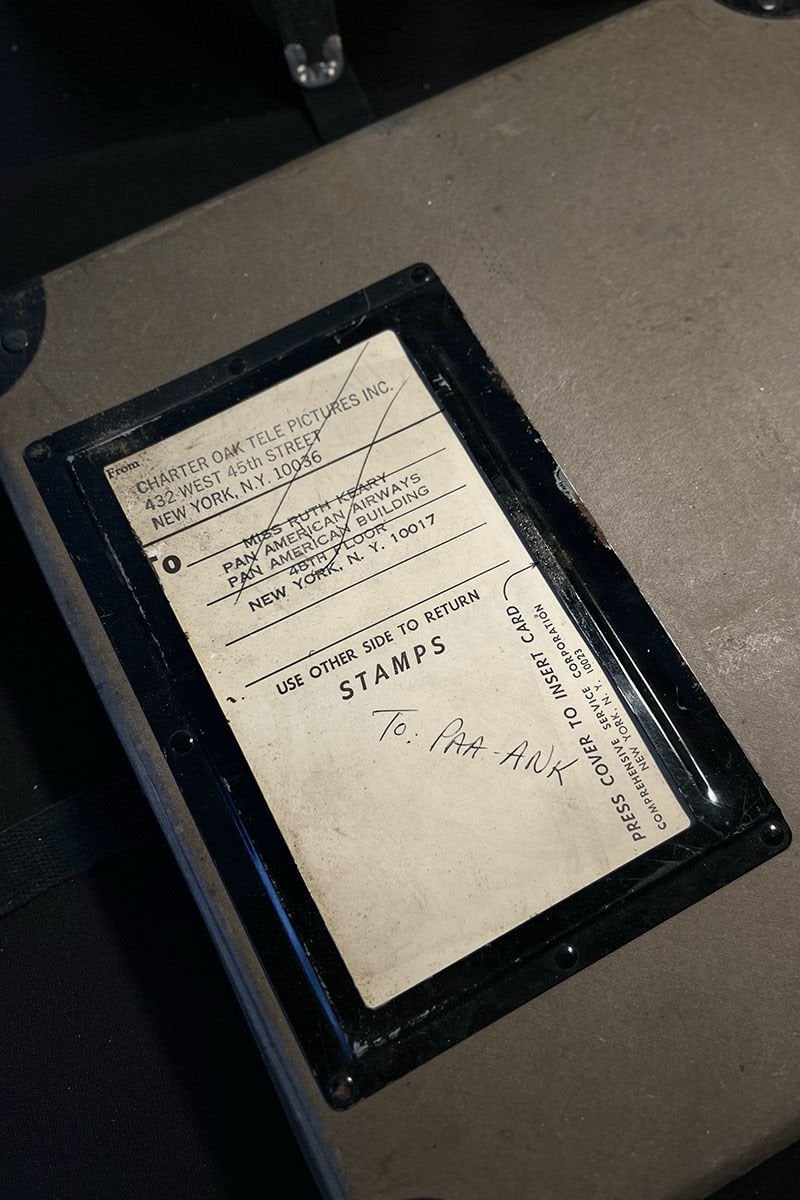 From
CHARTER OAK TELE PICTURES INC.
432 WEST 45th STREET
NEW YORK, N.Y. 10036
O
MISS RUTH KEARY
PAN AMERICAN AIRWAYS
PAN AMERICAN BUILDING
48TH FLOOR
NEW YORK, N. Y. 10017
USE OTHER SIDE TO RETURN
STAMPS
To: PAA-ANK
PRESS COVER TO INSERT CARD
COMPREHENSIVE SERVICE CORPORATION
NEW YORK, N. Y. 10023